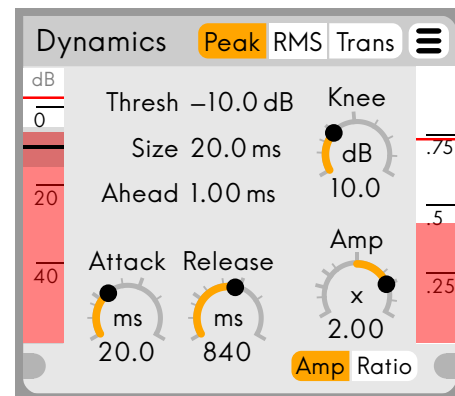 Dynamics Peak RMS Trans
dB
0
20
40
Thresh −10.0 dB
Size 20.0 ms
Ahead 1.00 ms
Knee
dB
10.0
Attack
ms
20.0
Release
ms
840
Amp
x
2.00
Amp Ratio
.75
.5
.25